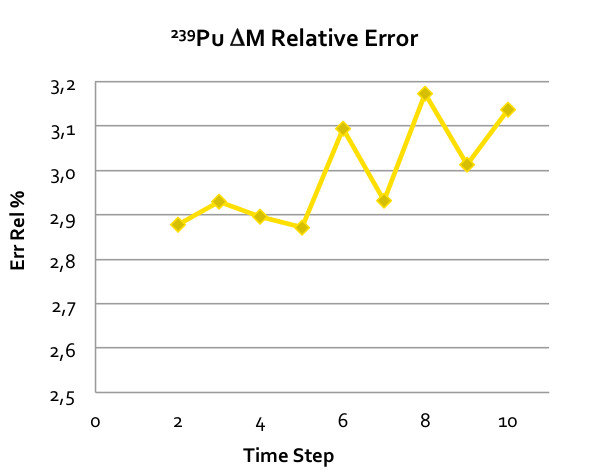 ²³⁹Pu ΔM Relative Error
3,2
3,1
3,0
2,9
2,8
2,7
2,6
2,5
Err Rel %
0 2 4 6 8 10
Time Step